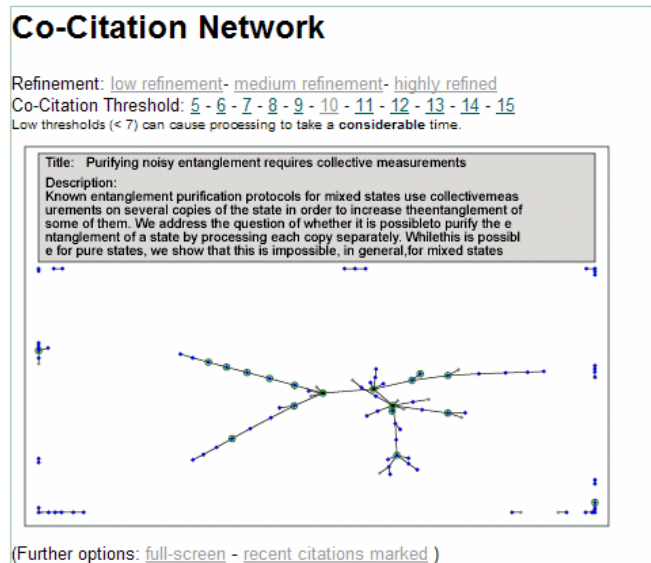 Co-Citation Network
Refinement: low refinement- medium refinement- highly refined
Co-Citation Threshold: 5 - 6 - 7 - 8 - 9 - 10 - 11 - 12 - 13 - 14 - 15
Low thresholds (< 7) can cause processing to take a considerable time.
Title: Purifying noisy entanglement requires collective measurements
Description:
Known entanglement purification protocols for mixed states use collectivemeas
urements on several copies of the state in order to increase theentanglement of
some of them. We address the question of whether it is possibleto purify the e
ntanglement of a state by processing each copy separately. Whilethis is possibl
e for pure states, we show that this is impossible, in general,for mixed states
(Further options: full-screen - recent citations marked )